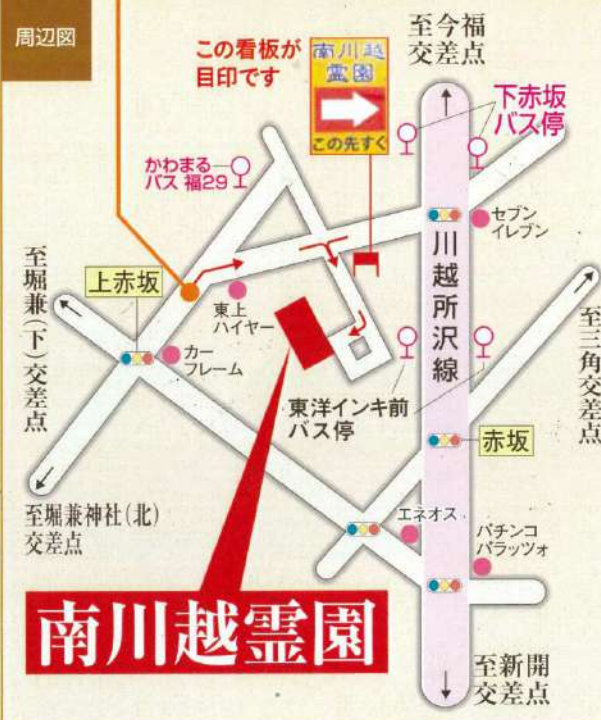 周辺図
この看板が
目印です
南川越
霊園
この先すぐ
至今福
交差点
下赤坂
バス停
かわまる
バス 福29
セブン
イレブン
川越所沢線
至堀兼(下)交差点
上赤坂
東上
ハイヤー
カー
フレーム
至三角交差点
東洋インキ前
バス停
赤坂
至堀兼神社(北)
交差点
エネオス
パチンコ
パラッツォ
南川越霊園
至新開
交差点